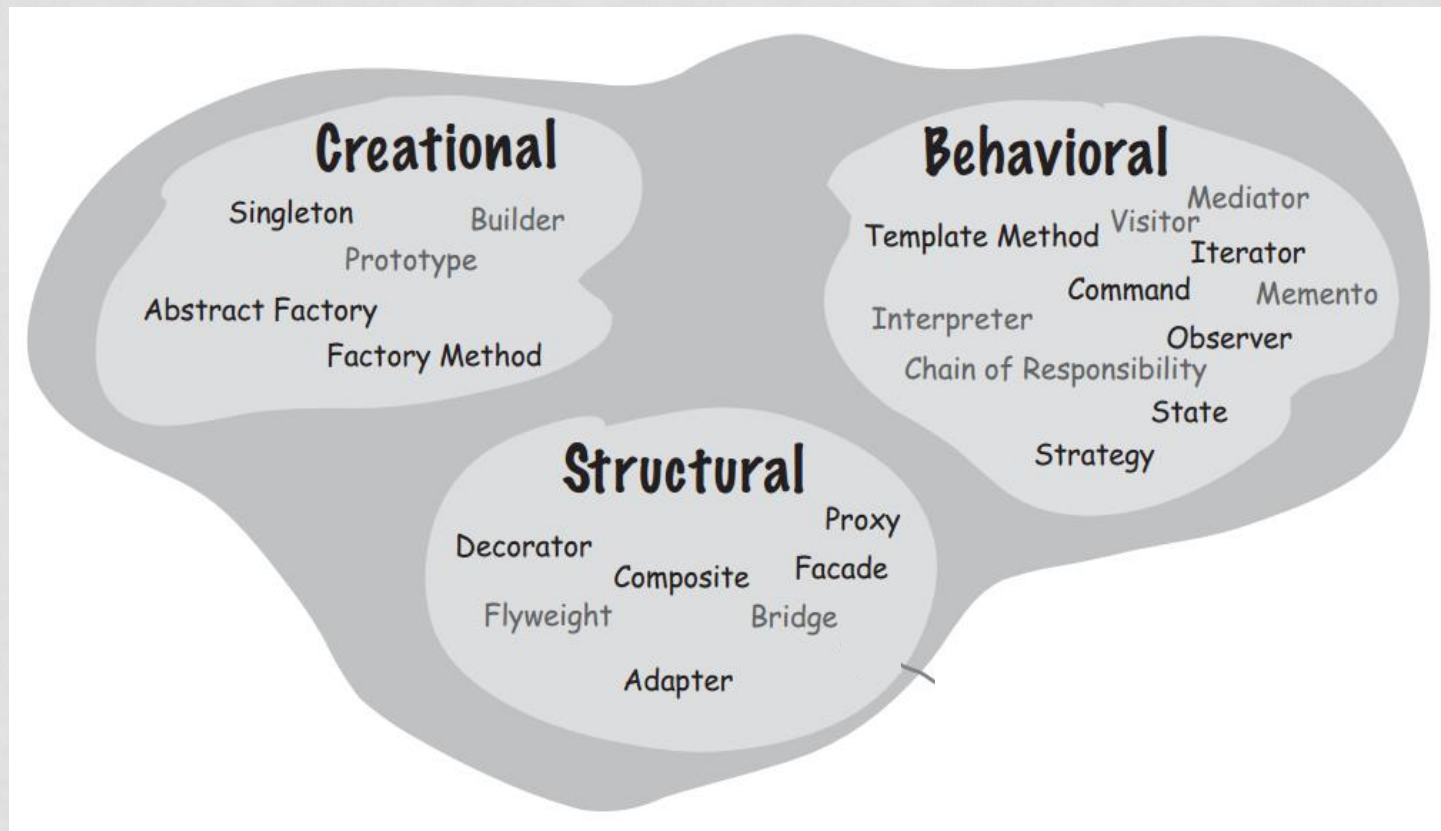 Creational
Singleton
Builder
Prototype
Abstract Factory
Factory Method
Behavioral
Mediator
Visitor
Template Method
Iterator
Command
Memento
Interpreter
Observer
Chain of Responsibility
State
Strategy
Structural
Proxy
Decorator
Facade
Composite
Flyweight
Bridge
Adapter